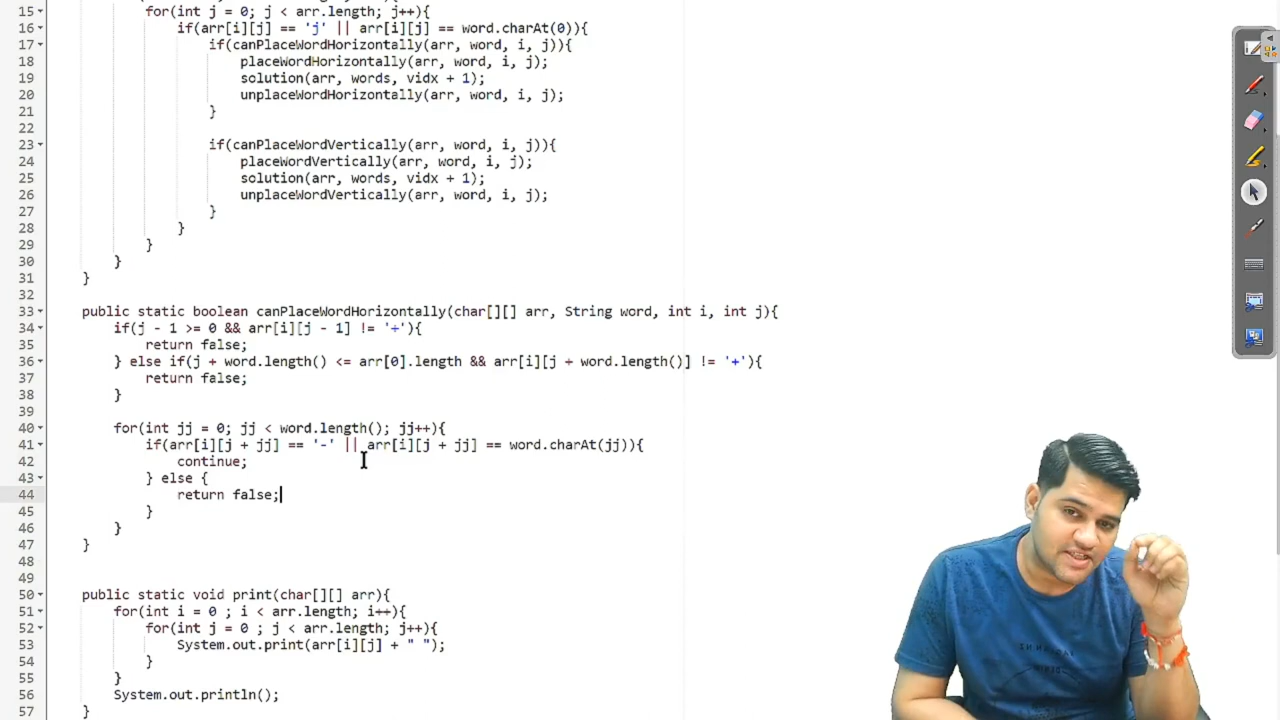 15 for(int j = 0; j < arr.length; j++){
16 if(arr[i][j] == 'j' || arr[i][j] == word.charAt(0)){
17 if(canPlaceWordHorizontally(arr, word, i, j)){
18 placeWordHorizontally(arr, word, i, j);
19 solution(arr, words, vidx + 1);
20 unplaceWordHorizontally(arr, word, i, j);
21 }
22
23 if(canPlaceWordVertically(arr, word, i, j)){
24 placeWordVertically(arr, word, i, j);
25 solution(arr, words, vidx + 1);
26 unplaceWordVertically(arr, word, i, j);
27 }
28 }
29 }
30 }
31 }
32
33 public static boolean canPlaceWordHorizontally(char[][] arr, String word, int i, int j){
34 if(j - 1 >= 0 && arr[i][j - 1] != '+'){
35 return false;
36 } else if(j + word.length() <= arr[0].length && arr[i][j + word.length()] != '+'){
37 return false;
38 }
39
40 for(int jj = 0; jj < word.length(); jj++){
41 if(arr[i][j + jj] == '-' || arr[i][j + jj] == word.charAt(jj)){
42 continue;
43 } else {
44 return false;
45 }
46 }
47 }
48
49
50 public static void print(char[][] arr){
51 for(int i = 0 ; i < arr.length; i++){
52 for(int j = 0 ; j < arr.length; j++){
53 System.out.print(arr[i][j] + " ");
54 }
55 }
56 System.out.println();
57 }